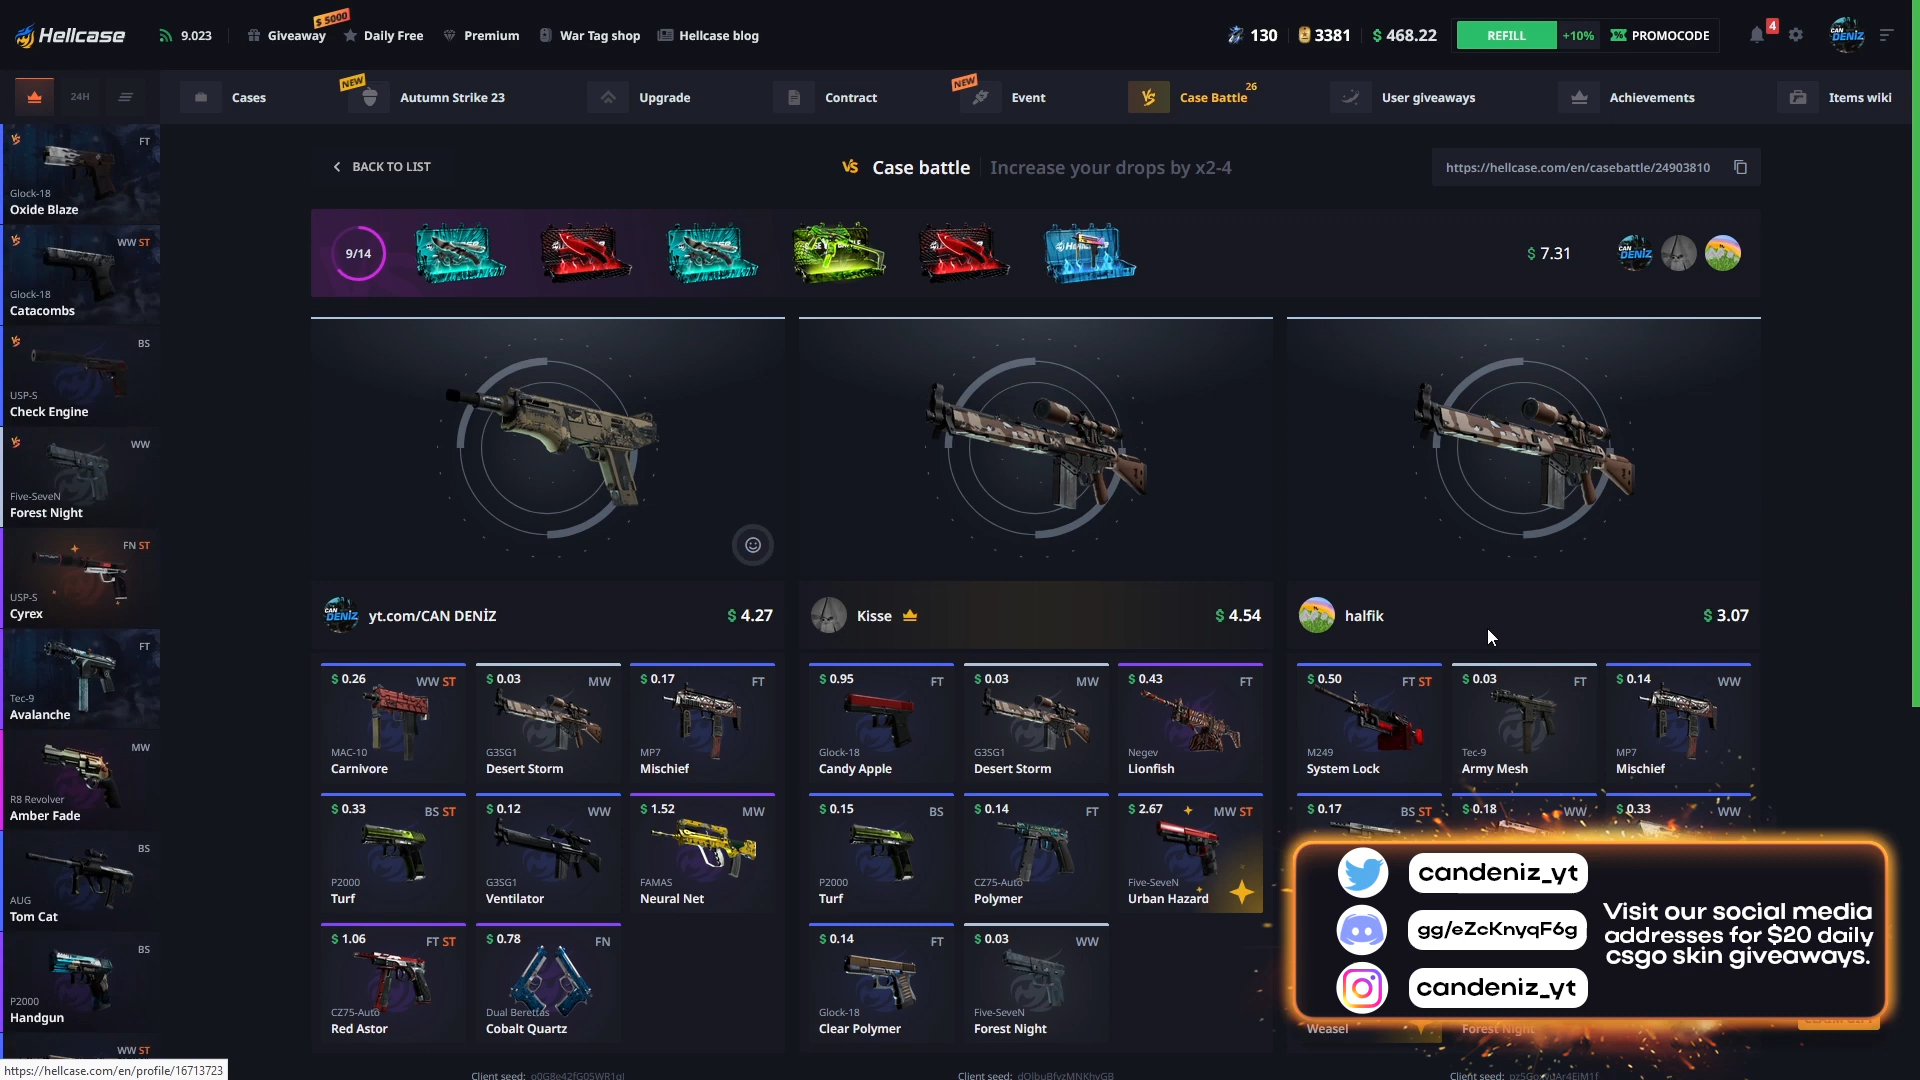 Hellcase
9.023
$ 5000
Giveaway
Daily Free
Premium
War Tag shop
Hellcase blog
130
3381
$ 468.22
REFILL
+10%
PROMOCODE
4
24H
Cases
NEW
Autumn Strike 23
Upgrade
Contract
NEW
Event
Case Battle
26
User giveaways
Achievements
Items wiki
FT
Glock-18
Oxide Blaze
WW ST
Glock-18
Catacombs
BS
USP-S
Check Engine
WW
Five-SeveN
Forest Night
FN ST
USP-S
Cyrex
FT
Tec-9
Avalanche
MW
R8 Revolver
Amber Fade
BS
AUG
Tom Cat
BS
P2000
Handgun
WW ST
BACK TO LIST
VS Case battle
Increase your drops by x2-4
https://hellcase.com/en/casebattle/24903810
9/14
$ 7.31
CAN DENİZ
yt.com/CAN DENİZ
$ 4.27
Kisse
$ 4.54
halfik
$ 3.07
$ 0.26 WW ST
MAC-10
Carnivore
$ 0.03 MW
G3SG1
Desert Storm
$ 0.17 FT
MP7
Mischief
$ 0.33 BS ST
P2000
Turf
$ 0.12 WW
G3SG1
Ventilator
$ 1.52 MW
FAMAS
Neural Net
$ 1.06 FT ST
CZ75-Auto
Red Astor
$ 0.78 FN
Dual Berettas
Cobalt Quartz
$ 0.95 FT
Glock-18
Candy Apple
$ 0.03 MW
G3SG1
Desert Storm
$ 0.43 FT
Negev
Lionfish
$ 0.15 BS
P2000
Turf
$ 0.14 FT
CZ75-Auto
Polymer
$ 2.67 MW ST
Five-SeveN
Urban Hazard
$ 0.14 FT
Glock-18
Clear Polymer
$ 0.03 WW
Five-SeveN
Forest Night
$ 0.50 FT ST
M249
System Lock
$ 0.03 FT
Tec-9
Army Mesh
$ 0.14 WW
MP7
Mischief
$ 0.17 BS ST
$ 0.18 WW
$ 0.33 WW
Weasel
Forest Night
candeniz_yt
gg/eZcKnyqF6g
candeniz_yt
Visit our social media
addresses for $20 daily
csgo skin giveaways.
Client seed:
Client seed:
Client seed:
https://hellcase.com/en/profile/16713723